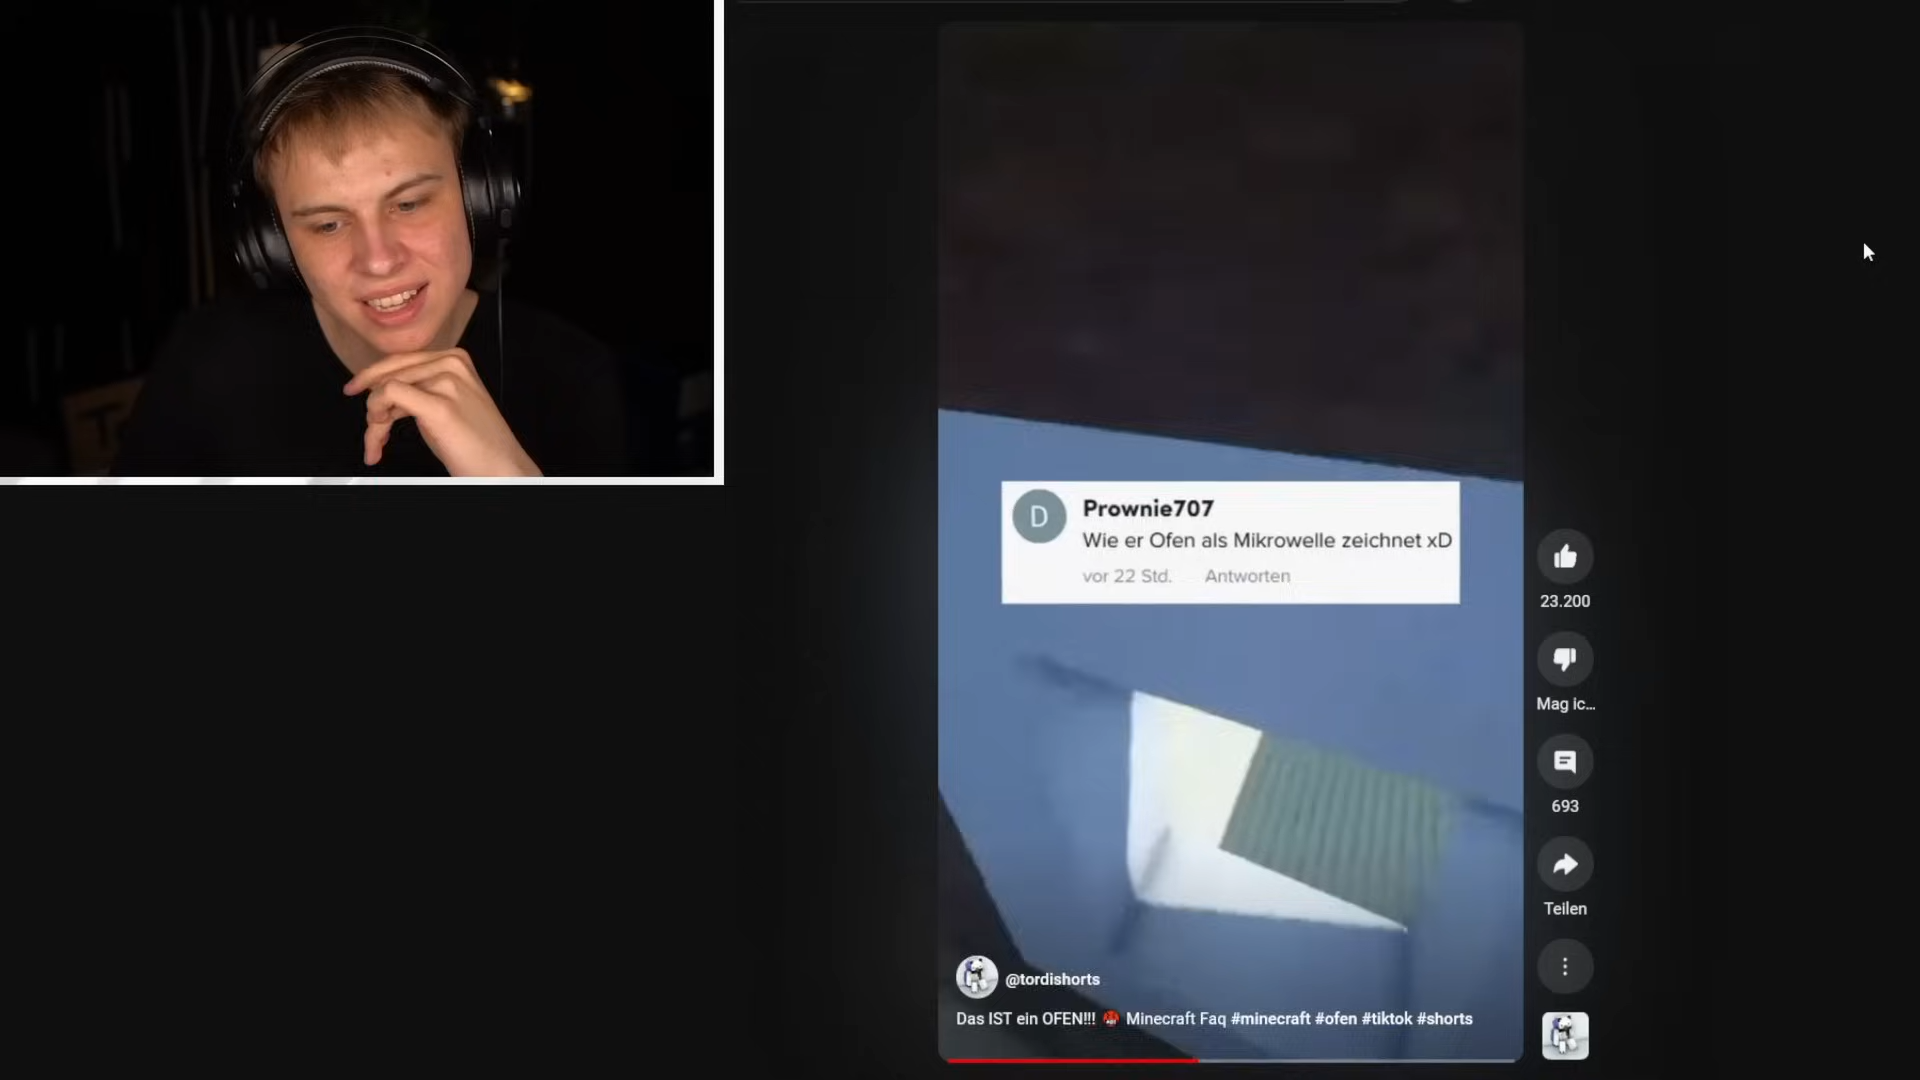 D
Prownie707
Wie er Ofen als Mikrowelle zeichnet xD
vor 22 Std. Antworten
23.200
Mag ic...
693
Teilen
@tordishorts
Das IST ein OFEN!!! Minecraft Faq #minecraft #ofen #tiktok #shorts